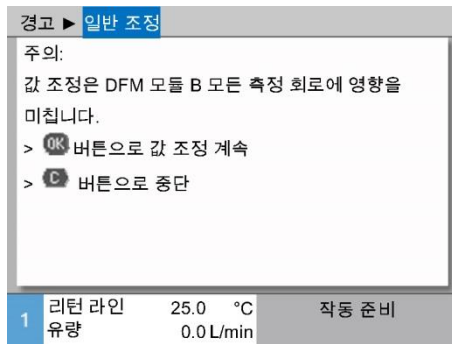 경고 ▶ 일반 조정
주의:
값 조정은 DFM 모듈 B 모든 측정 회로에 영향을
미칩니다.
> OK 버튼으로 값 조정 계속
> C 버튼으로 중단
1 리턴 라인 25.0 °C 작동 준비
유량 0.0 L/min